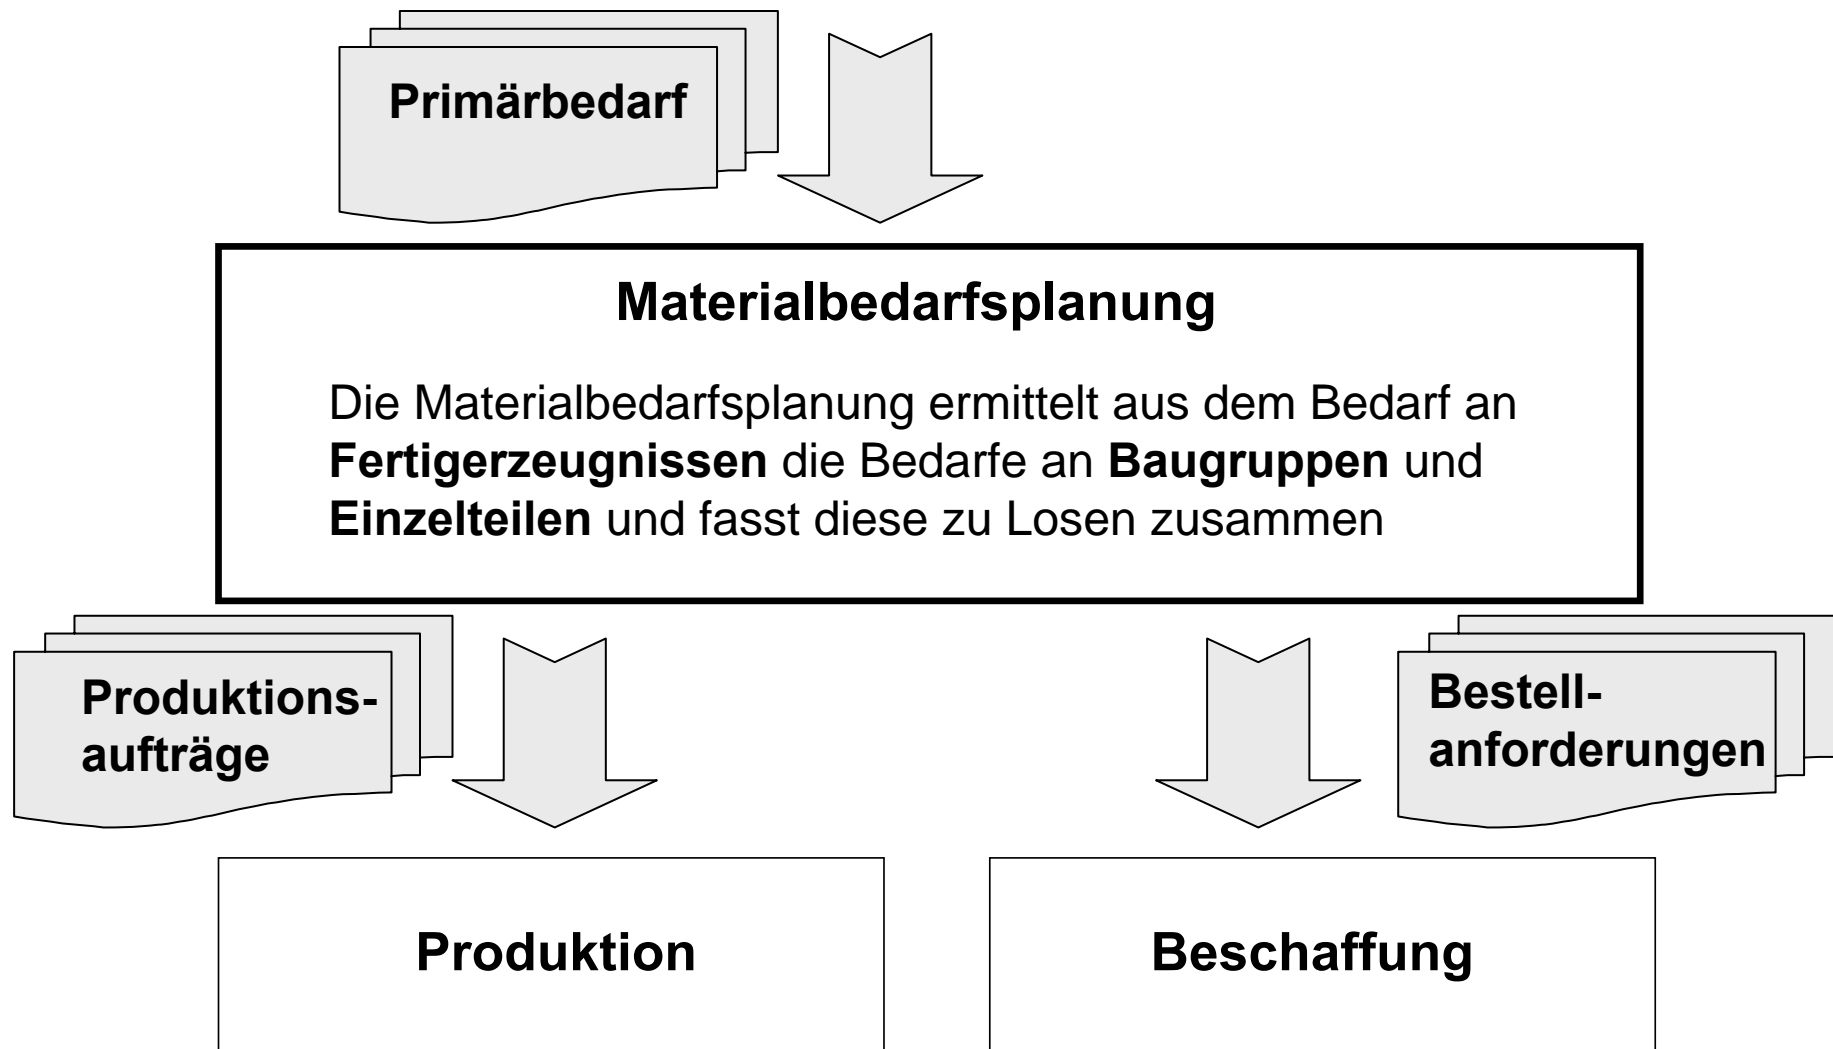 Primärbedarf
Materialbedarfsplanung
Die Materialbedarfsplanung ermittelt aus dem Bedarf an
Fertigerzeugnissen die Bedarfe an Baugruppen und
Einzelteilen und fasst diese zu Losen zusammen
Produktions-
aufträge
Bestell-
anforderungen
Produktion
Beschaffung